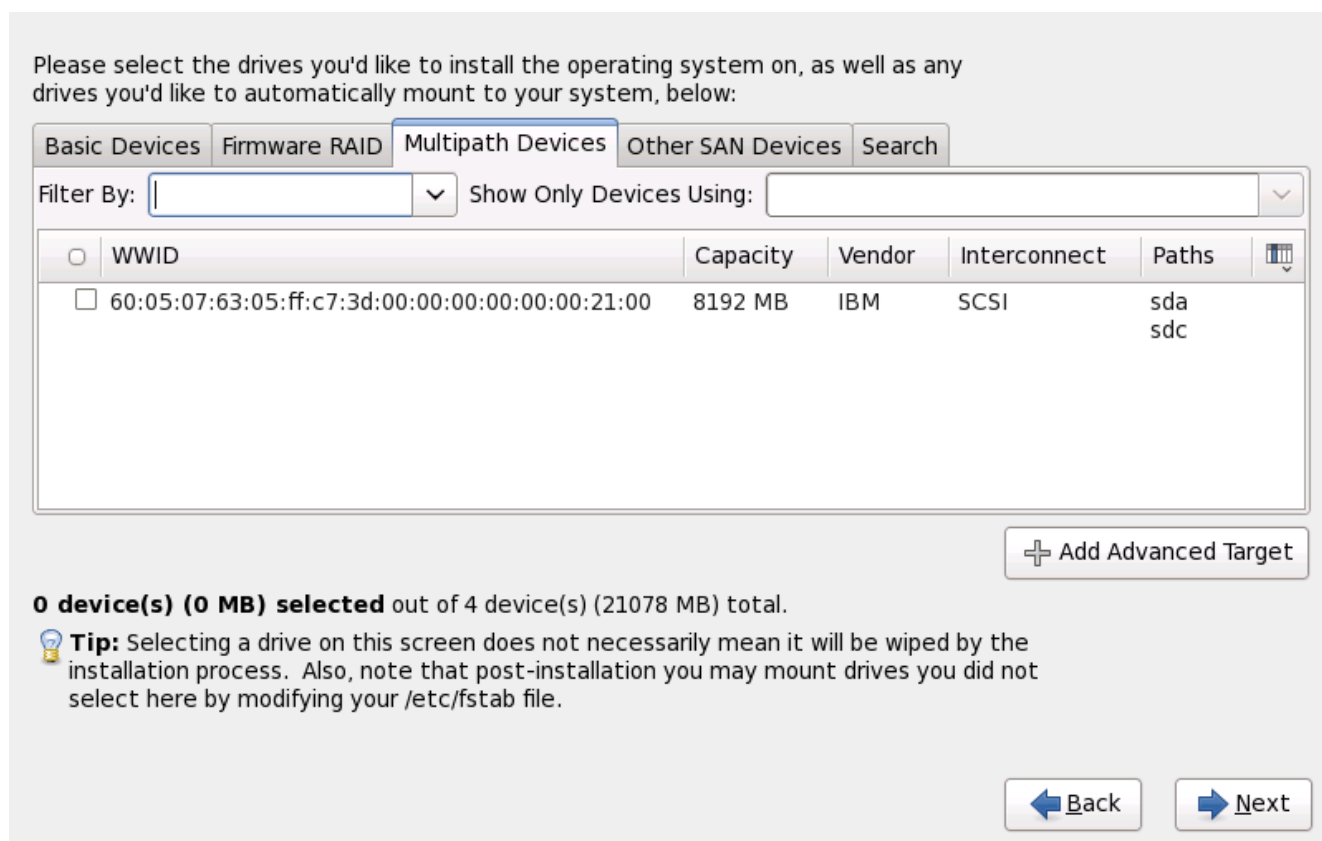 Please select the drives you'd like to install the operating system on, as well as any
drives you'd like to automatically mount to your system, below:
Basic Devices Firmware RAID Multipath Devices Other SAN Devices Search
Filter By: Show Only Devices Using:
WWID Capacity Vendor Interconnect Paths
60:05:07:63:05:ff:c7:3d:00:00:00:00:00:00:21:00 8192 MB IBM SCSI sda
sdc
Add Advanced Target
0 device(s) (0 MB) selected out of 4 device(s) (21078 MB) total.
Tip: Selecting a drive on this screen does not necessarily mean it will be wiped by the
installation process. Also, note that post-installation you may mount drives you did not
select here by modifying your /etc/fstab file.
Back Next